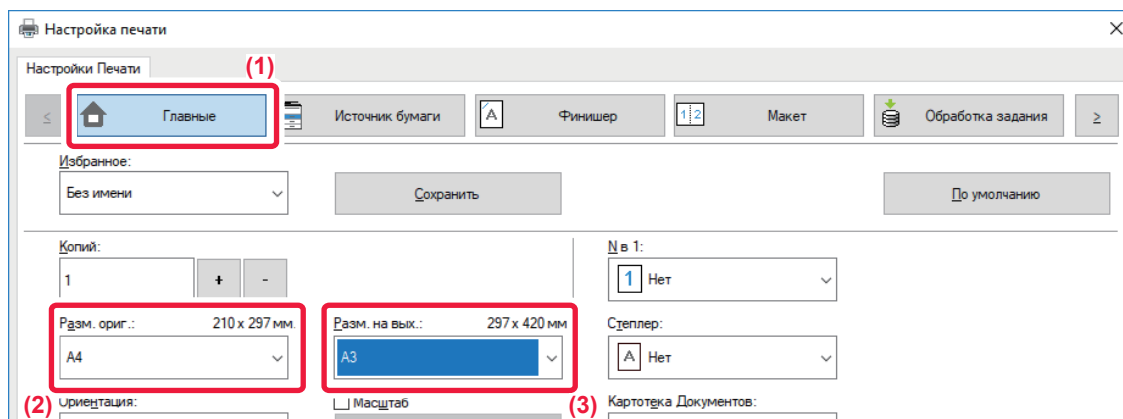 Настройка печати
Настройки Печати
(1)
<
Главные
Источник бумаги
Финишер
Макет
Обработка задания
>
Избранное:
Без имени
Сохранить
По умолчанию
Копий:
1
+
-
N в 1:
1
Нет
Разм. ориг.:
210 x 297 мм.
A4
Разм. на вых.:
297 x 420 мм
A3
Степлер:
Нет
(2)
Ориентация:
Масштаб
(3)
Картотека Документов: